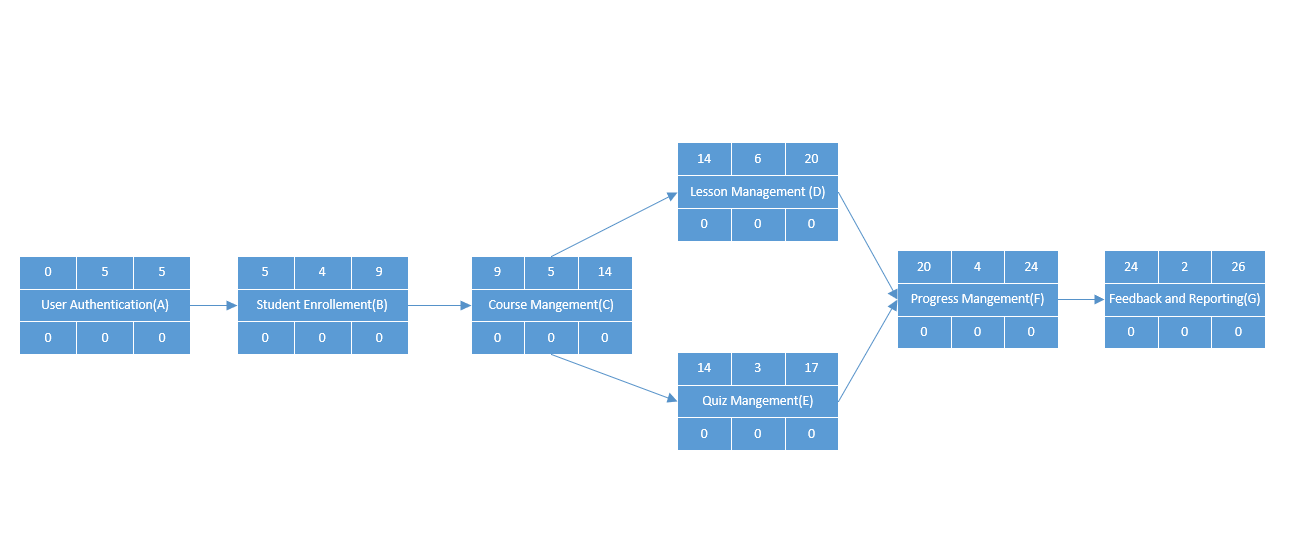 0 5 5
User Authentication(A)
0 0 0
5 4 9
Student Enrollement(B)
0 0 0
9 5 14
Course Mangement(C)
0 0 0
14 6 20
Lesson Management (D)
0 0 0
14 3 17
Quiz Mangement(E)
0 0 0
20 4 24
Progress Mangement(F)
0 0 0
24 2 26
Feedback and Reporting(G)
0 0 0